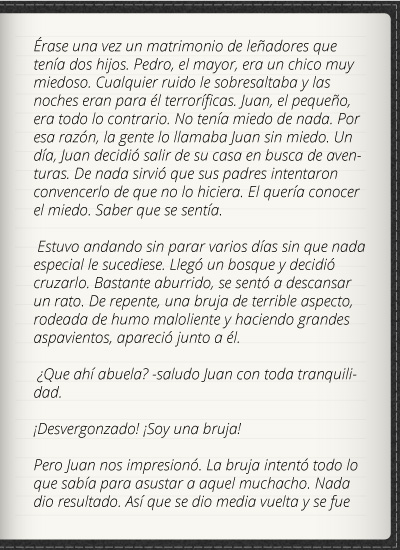 Érase una vez un matrimonio de leñadores que
tenía dos hijos. Pedro, el mayor, era un chico muy
miedoso. Cualquier ruido le sobresaltaba y las
noches eran para él terroríficas. Juan, el pequeño,
era todo lo contrario. No tenía miedo de nada. Por
esa razón, la gente lo llamaba Juan sin miedo. Un
día, Juan decidió salir de su casa en busca de aven-
turas. De nada sirvió que sus padres intentaron
convencerlo de que no lo hiciera. El quería conocer
el miedo. Saber que se sentía.
Estuvo andando sin parar varios días sin que nada
especial le sucediese. Llegó un bosque y decidió
cruzarlo. Bastante aburrido, se sentó a descansar
un rato. De repente, una bruja de terrible aspecto,
rodeada de humo maloliente y haciendo grandes
aspavientos, apareció junto a él.
¿Que ahí abuela? -saludo Juan con toda tranquili-
dad.
¡Desvergonzado! ¡Soy una bruja!
Pero Juan nos impresionó. La bruja intentó todo lo
que sabía para asustar a aquel muchacho. Nada
dio resultado. Así que se dio media vuelta y se fue